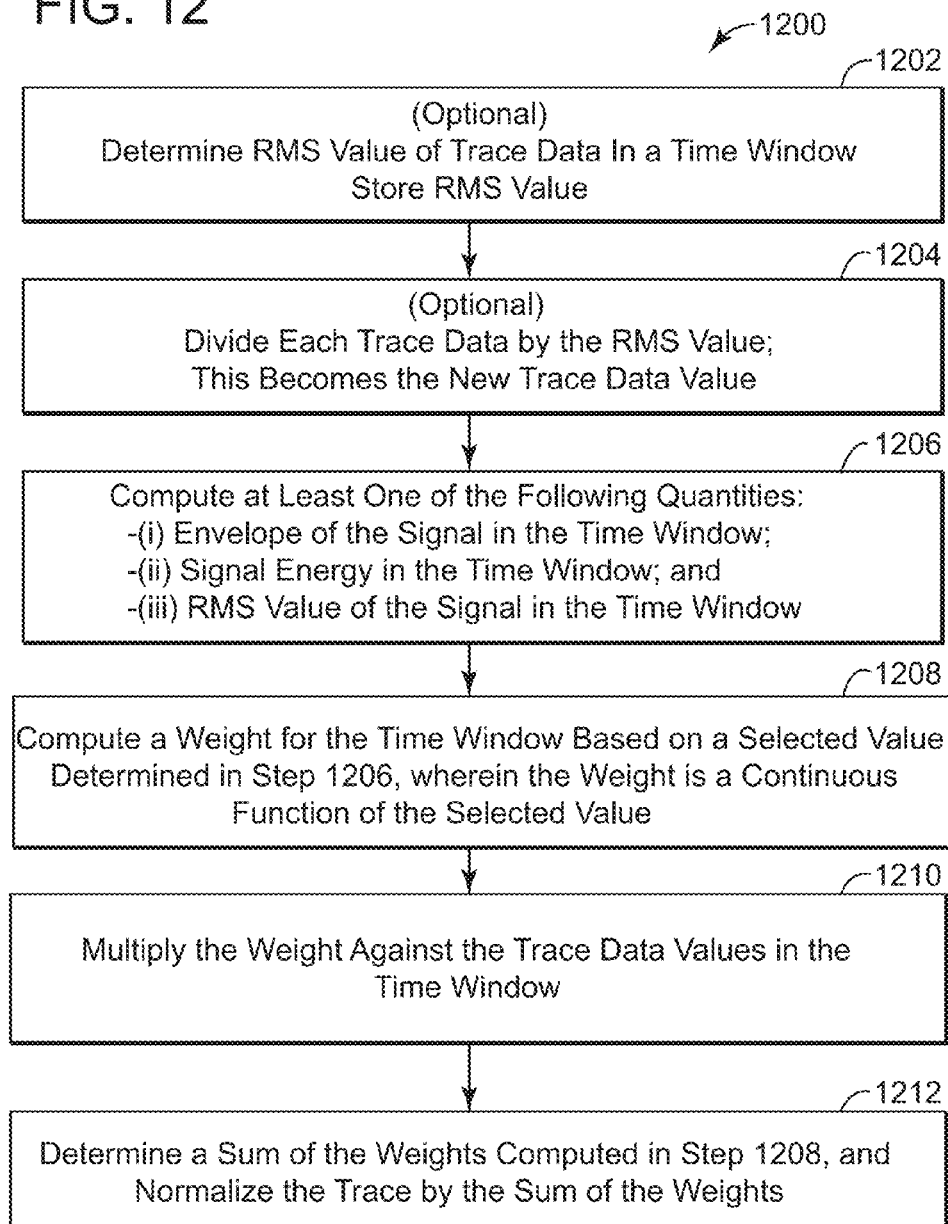 FIG. 12
1200
1202
(Optional)
Determine RMS Value of Trace Data In a Time Window
Store RMS Value
1204
(Optional)
Divide Each Trace Data by the RMS Value;
This Becomes the New Trace Data Value
1206
Compute at Least One of the Following Quantities:
-(i) Envelope of the Signal in the Time Window;
-(ii) Signal Energy in the Time Window; and
-(iii) RMS Value of the Signal in the Time Window
1208
Compute a Weight for the Time Window Based on a Selected Value
Determined in Step 1206, wherein the Weight is a Continuous
Function of the Selected Value
1210
Multiply the Weight Against the Trace Data Values in the
Time Window
1212
Determine a Sum of the Weights Computed in Step 1208, and
Normalize the Trace by the Sum of the Weights